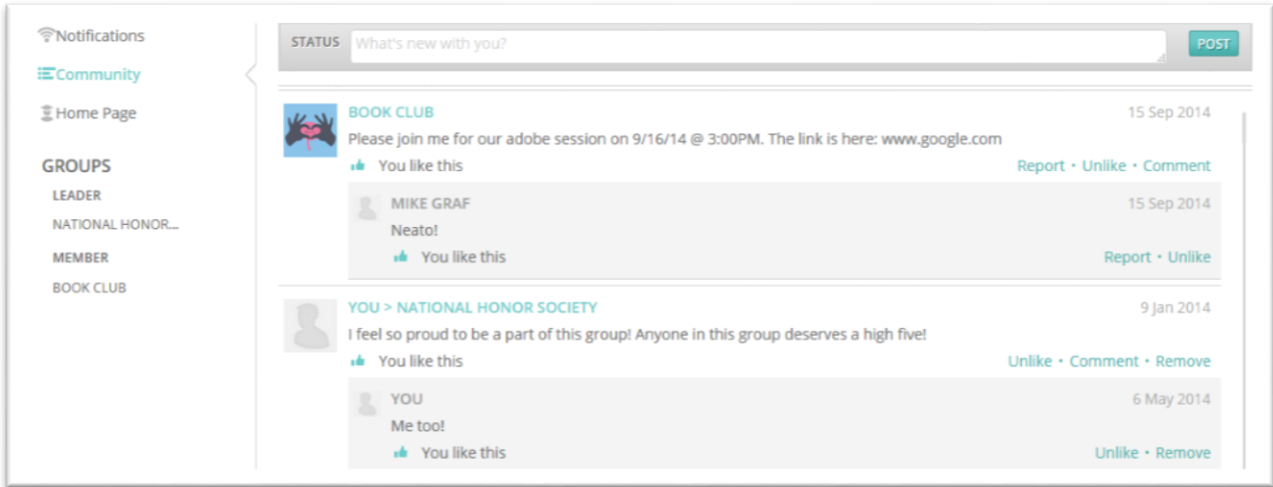 Notifications
Community
Home Page
GROUPS
LEADER
NATIONAL HONOR...
MEMBER
BOOK CLUB
STATUS What's new with you? POST
BOOK CLUB 15 Sep 2014
Please join me for our adobe session on 9/16/14 @ 3:00PM. The link is here: www.google.com
You like this Report • Unlike • Comment
MIKE GRAF 15 Sep 2014
Neato!
You like this Report • Unlike
YOU > NATIONAL HONOR SOCIETY 9 Jan 2014
I feel so proud to be a part of this group! Anyone in this group deserves a high five!
You like this Unlike • Comment • Remove
YOU 6 May 2014
Me too!
You like this Unlike • Remove